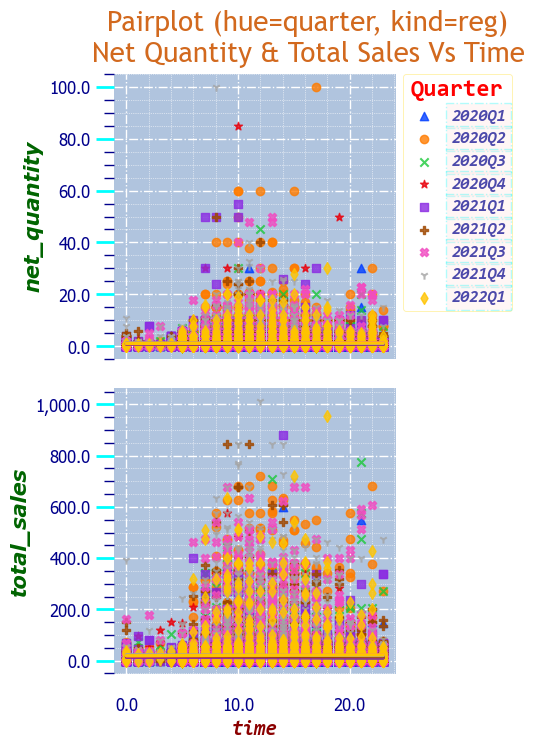 Pairplot (hue=quarter, kind=reg)
Net Quantity & Total Sales Vs Time
100.0
80.0
60.0
40.0
20.0
0.0
net_quantity
Quarter
2020Q1
2020Q2
2020Q3
2020Q4
2021Q1
2021Q2
2021Q3
2021Q4
2022Q1
1,000.0
800.0
600.0
400.0
200.0
0.0
total_sales
0.0 10.0 20.0
time